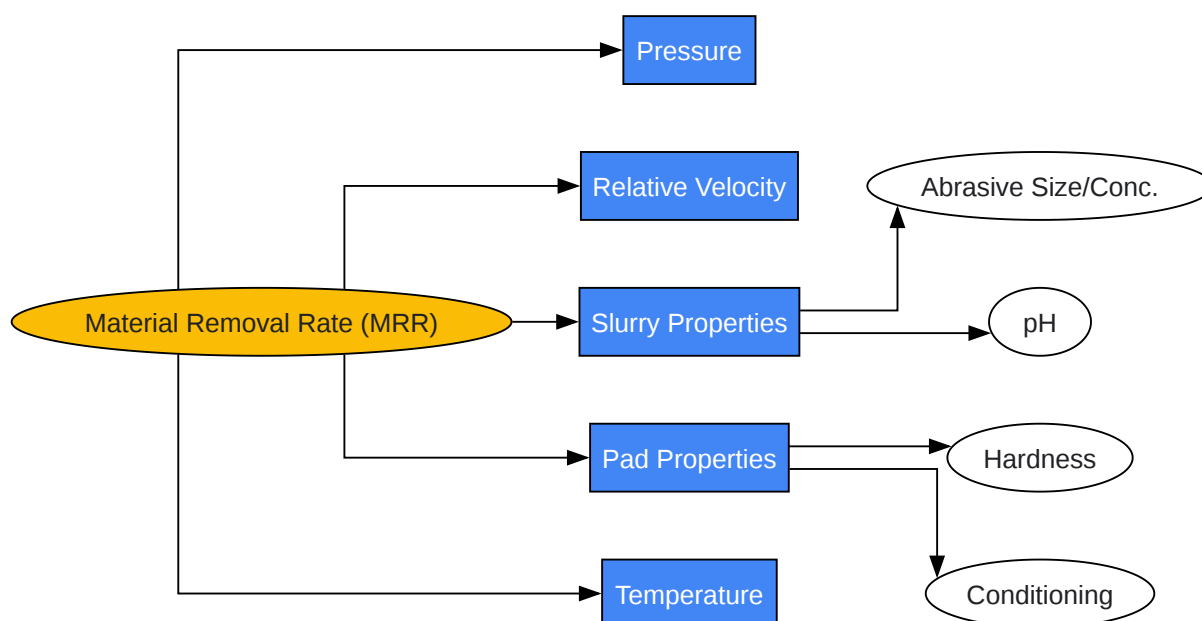 Pressure
Relative Velocity
Abrasive Size/Conc.
Material Removal Rate (MRR)
Slurry Properties
pH
Pad Properties
Hardness
Temperature
Conditioning